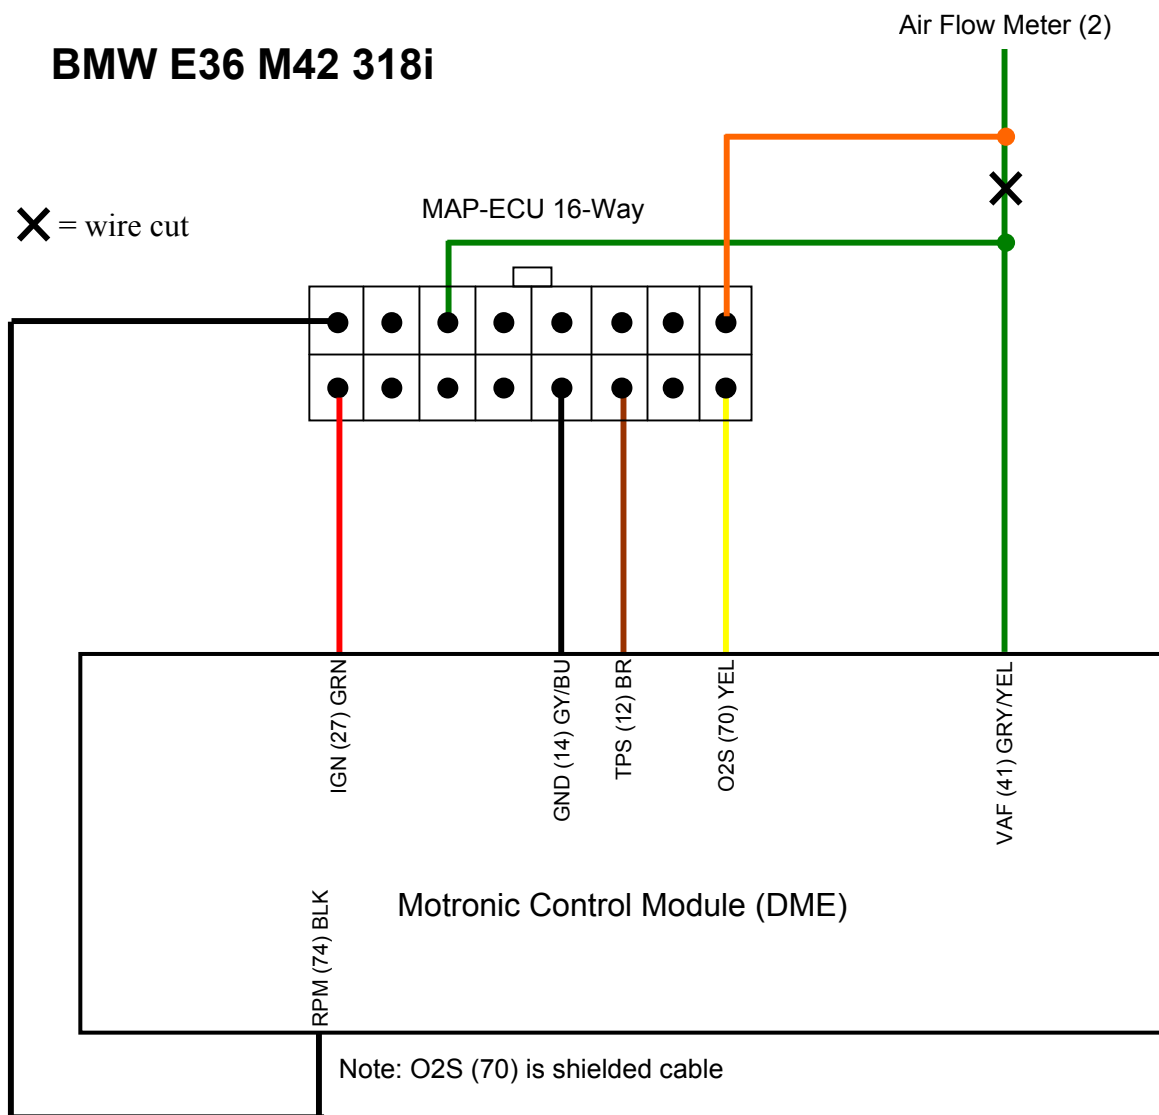 Air Flow Meter (2)
BMW E36 M42 318i
MAP-ECU 16-Way
= wire cut
IGN (27) GRN
GND (14) GY/BU
TPS (12) BR
O2S (70) YEL
VAF (41) GRY/YEL
RPM (74) BLK
Motronic Control Module (DME)
Note: O2S (70) is shielded cable